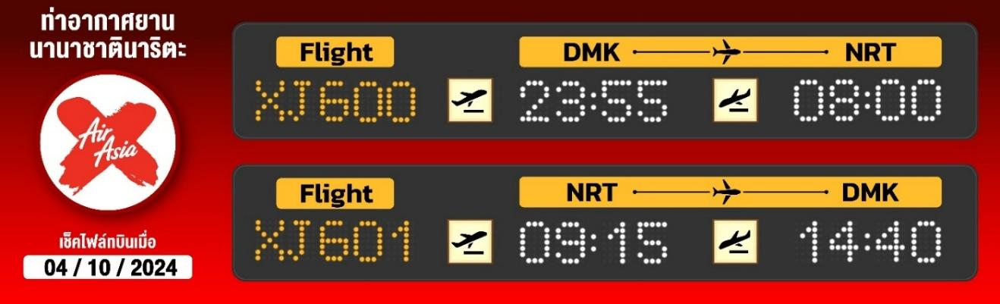 ท่าอากาศยาน
นานาชาตินาริตะ
Air
Asia
เช็คไฟล์ทบินเมื่อ
04 / 10 / 2024
Flight DMK NRT
XJ600 23:55 08:00
Flight NRT DMK
XJ601 09:15 14:40